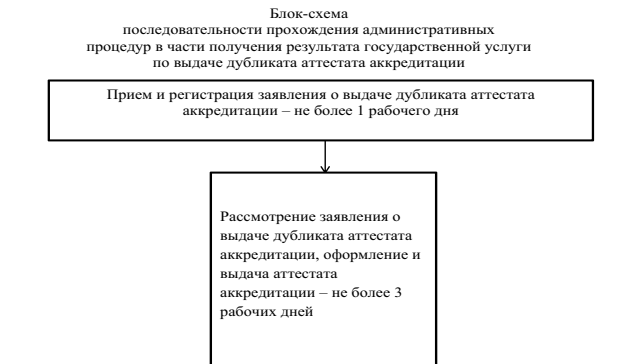 Блок-схема
последовательности прохождения административных
процедур в части получения результата государственной услуги
по выдаче дубликата аттестата аккредитации
Прием и регистрация заявления о выдаче дубликата аттестата
аккредитации – не более 1 рабочего дня
Рассмотрение заявления о
выдаче дубликата аттестата
аккредитации, оформление и
выдача аттестата
аккредитации – не более 3
рабочих дней